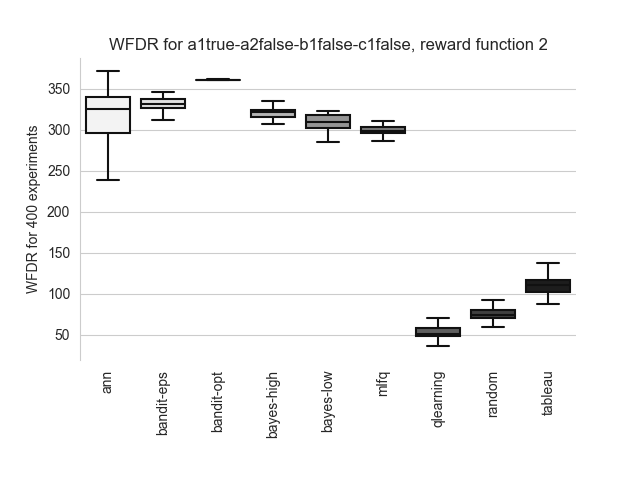 WFDR for a1true-a2false-b1false-c1false, reward function 2
WFDR for 400 experiments
350
300
250
200
150
100
50
ann
bandit-eps
bandit-opt
bayes-high
bayes-low
mlfq
qlearning
random
tableau